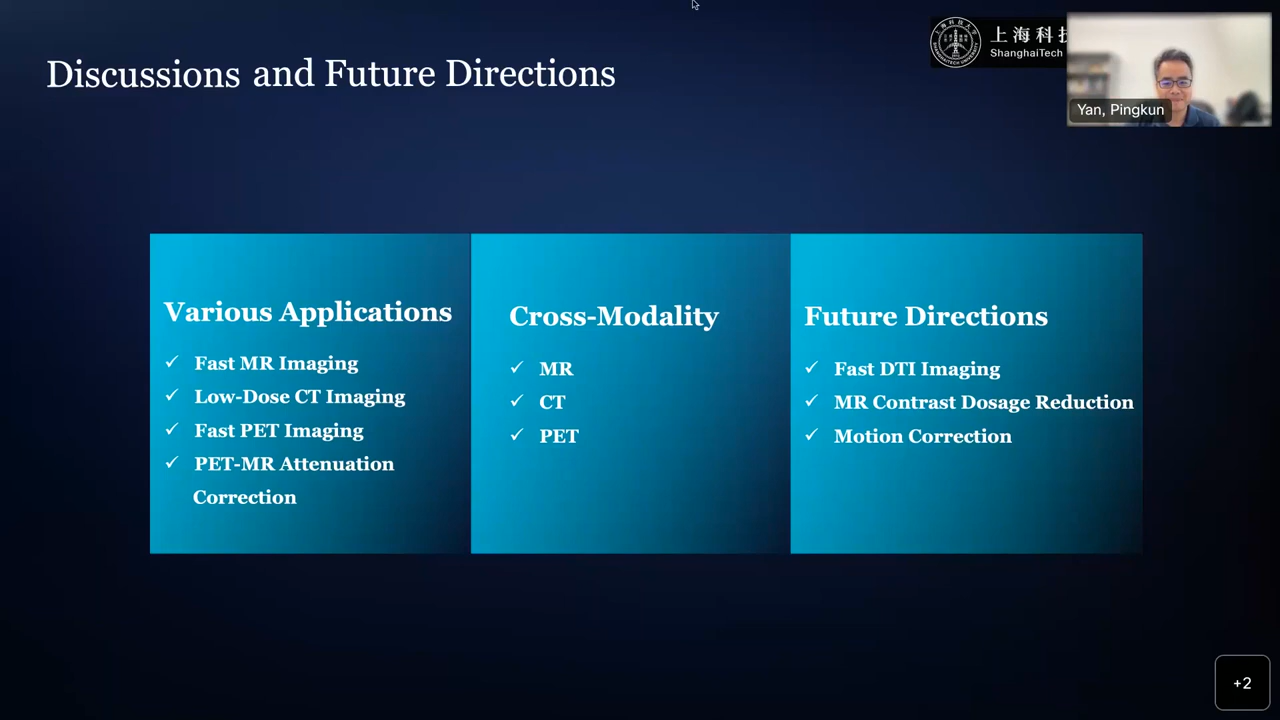 Discussions and Future Directions
上海科技
ShanghaiTech
SHANGHAITECH UNIVERSITY
Yan, Pingkun
Various Applications
✓ Fast MR Imaging
✓ Low-Dose CT Imaging
✓ Fast PET Imaging
✓ PET-MR Attenuation
Correction
Cross-Modality
✓ MR
✓ CT
✓ PET
Future Directions
✓ Fast DTI Imaging
✓ MR Contrast Dosage Reduction
✓ Motion Correction
+2